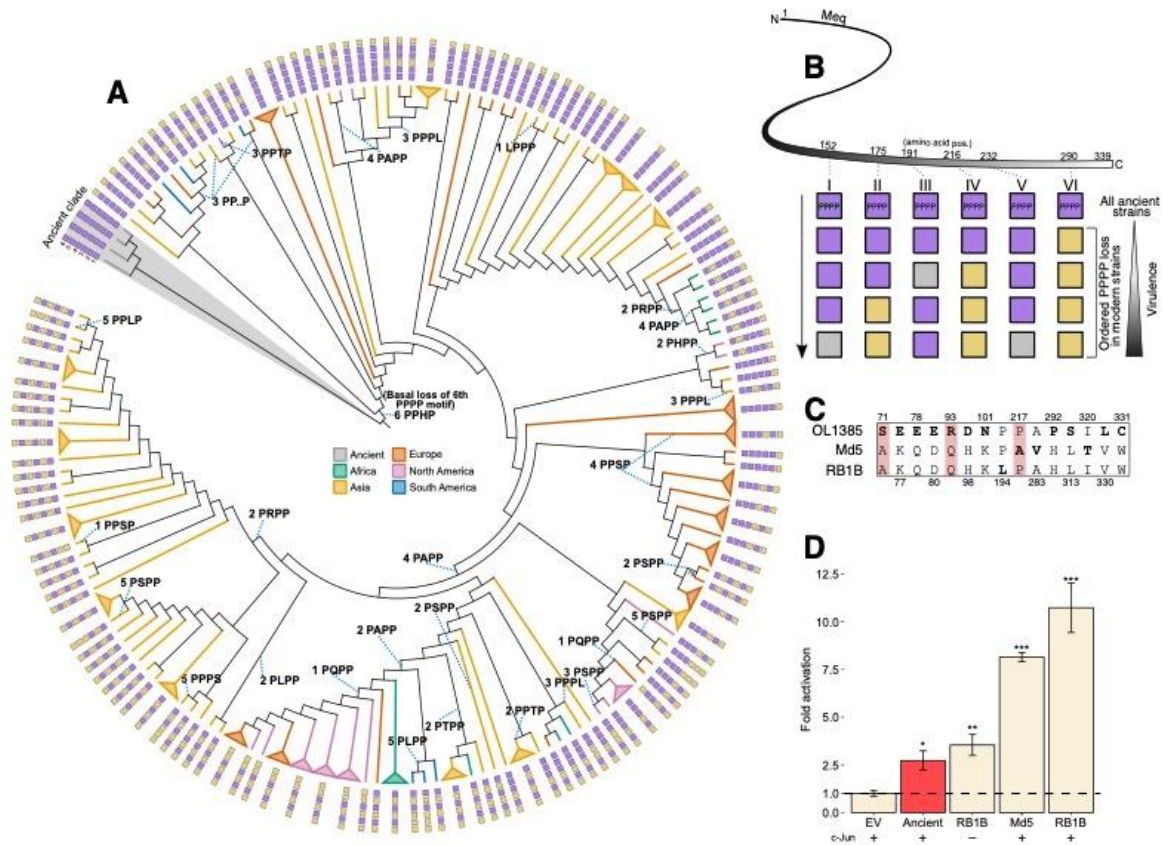 A
Ancient clade
3 PPTP
3 PP..P
4 PAPP
3 PPPL
1 LPPP
2 PRPP
4 PAPP
2 PHPP
3 PPPL
4 PPSP
2 PSPP
5 PSPP
1 PQPP
3 PSPP
3 PPPL
2 PPTP
2 PTPP
5 PLPP
2 PSPP
2 PAPP
1 PQPP
4 PAPP
2 PLPP
5 PPPS
5 PSPP
1 PPSP
2 PRPP
5 PPLP
(Basal loss of 6th
PPPP motif)
6 PPHP
Ancient
Africa
Asia
Europe
North America
South America
B
N 1 Meq
(amino acid pos.)
152 175 191 216 232 290 339 C
I II III IV V VI
PPPP PPPP PPPP PPPP PPPP PPPP
All ancient
strains
Ordered PPPP loss
in modern strains
Virulence
C
71 78 93 101 217 292 320 331
OL1385 S E E E R D N P P A P S I L C
Md5 A K Q D Q H K P A V H L T V W
RB1B A K Q D Q H K L P A H L I V W
77 80 98 194 283 313 330
D
Fold activation
12.5
10.0
7.5
5.0
2.5
1.0
0.0
* ** *** ***
EV Ancient RB1B Md5 RB1B
c-Jun + + − + +